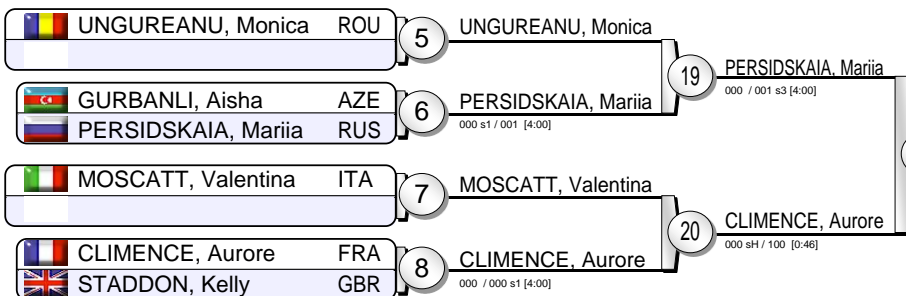 UNGUREANU, Monica ROU
5
UNGUREANU, Monica
GURBANLI, Aisha AZE
PERSIDSKAIA, Mariia RUS
6
PERSIDSKAIA, Mariia
000 s1 / 001 [4:00]
19
PERSIDSKAIA, Mariia
000 / 001 s3 [4:00]
MOSCATT, Valentina ITA
7
MOSCATT, Valentina
CLIMENCE, Aurore FRA
STADDON, Kelly GBR
8
CLIMENCE, Aurore
000 / 000 s1 [4:00]
20
CLIMENCE, Aurore
000 sH / 100 [0:46]